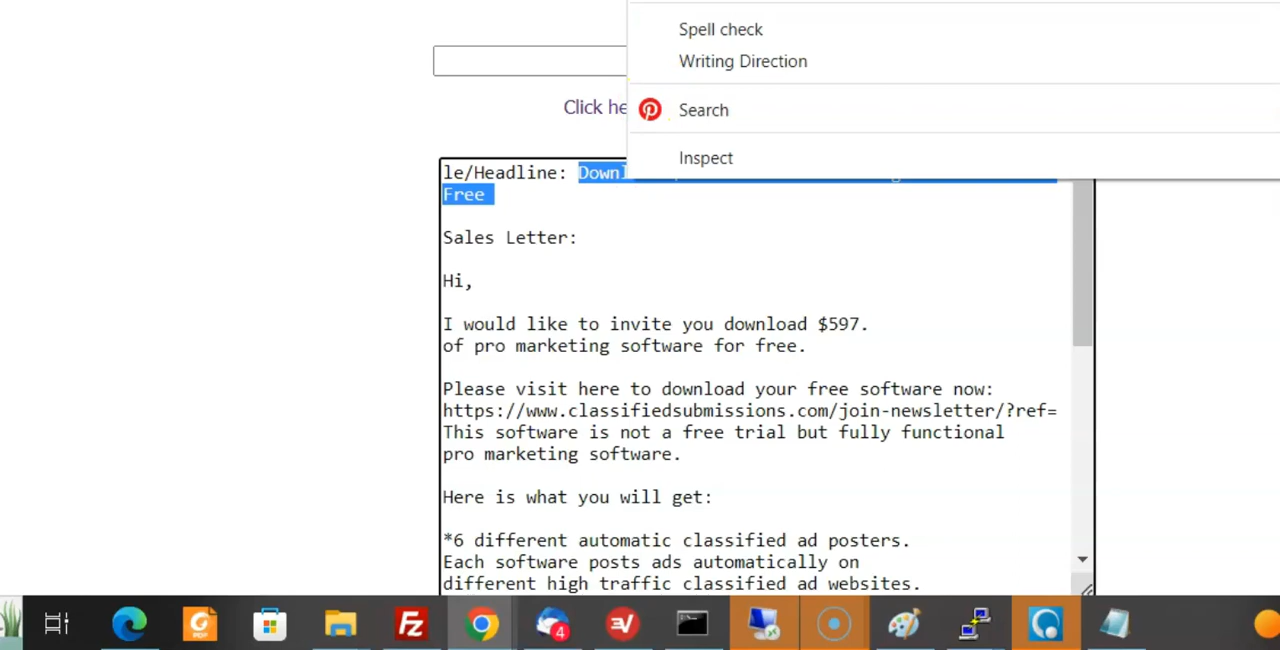 Spell check
Writing Direction
Click he
Search
Inspect
le/Headline: Downl
Free
Sales Letter:
Hi,
I would like to invite you download $597.
of pro marketing software for free.
Please visit here to download your free software now:
https://www.classifiedsubmissions.com/join-newsletter/?ref=
This software is not a free trial but fully functional
pro marketing software.
Here is what you will get:
*6 different automatic classified ad posters.
Each software posts ads automatically on
different high traffic classified ad websites.
PDF
4